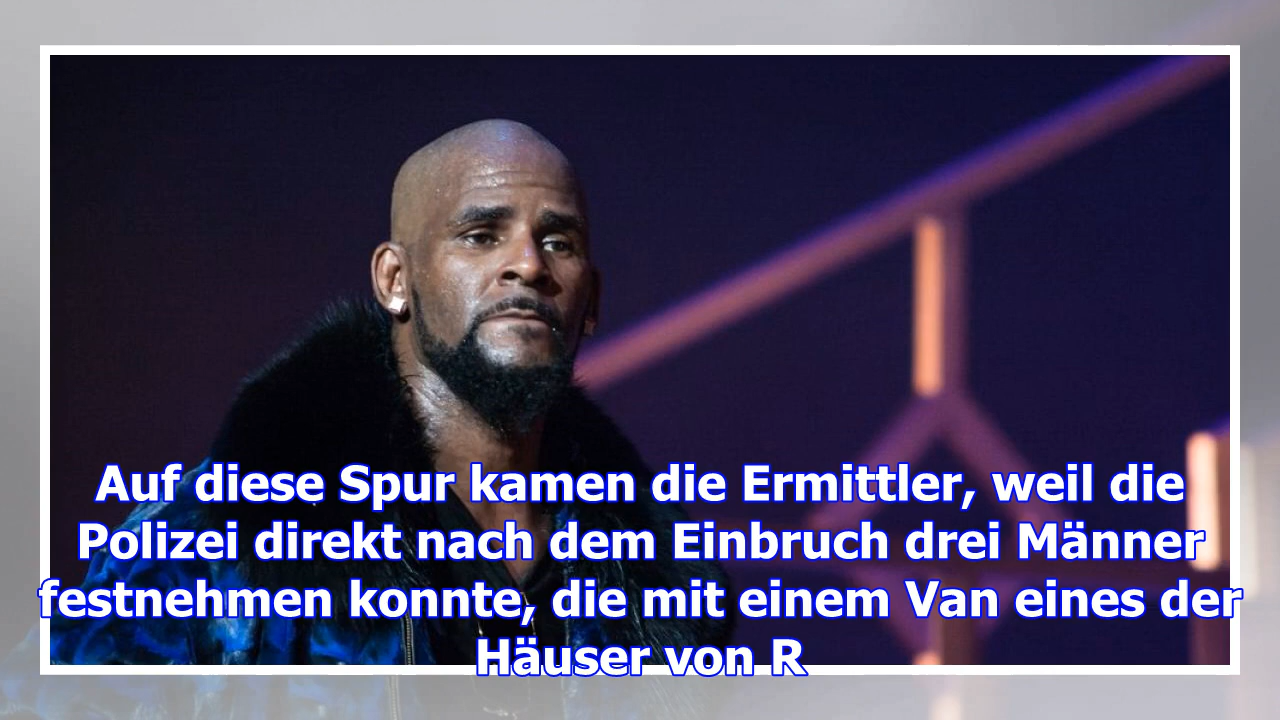 Auf diese Spur kamen die Ermittler, weil die
Polizei direkt nach dem Einbruch drei Männer
festnehmen konnte, die mit einem Van eines der
Häuser von R